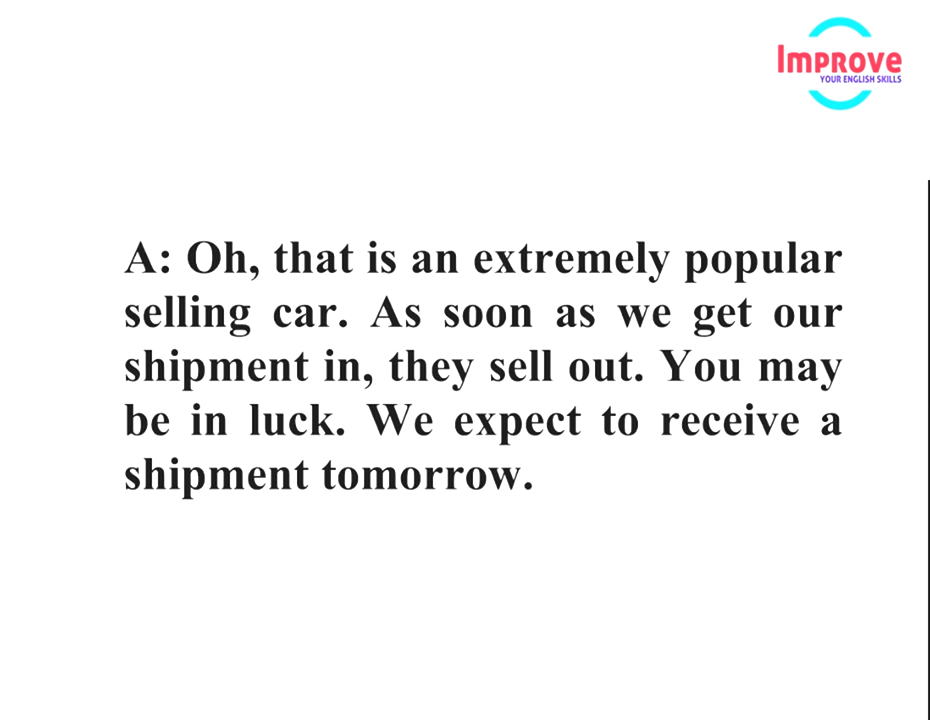 Improve
YOUR ENGLISH SKILLS
A: Oh, that is an extremely popular
selling car. As soon as we get our
shipment in, they sell out. You may
be in luck. We expect to receive a
shipment tomorrow.